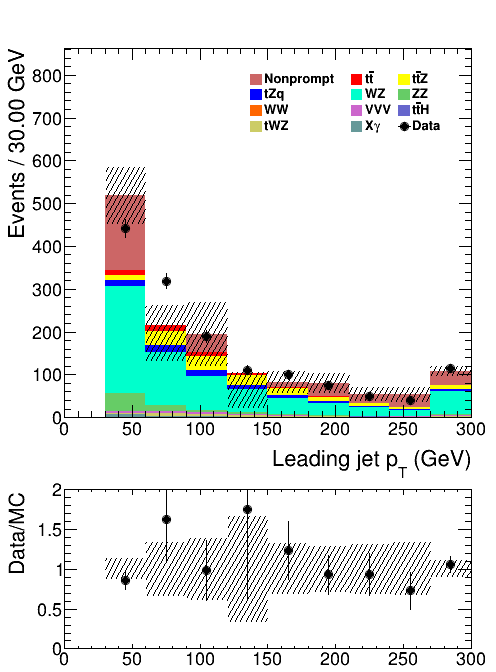 Events / 30.00 GeV
800
700
600
500
400
300
200
100
0
Nonprompt tt̄ tt̄Z
tZq WZ ZZ
WW VVV tt̄H
tWZ Xγ Data
0 50 100 150 200 250 300
Leading jet p_T (GeV)
Data/MC
2
1.5
1
0.5
0
0 50 100 150 200 250 300